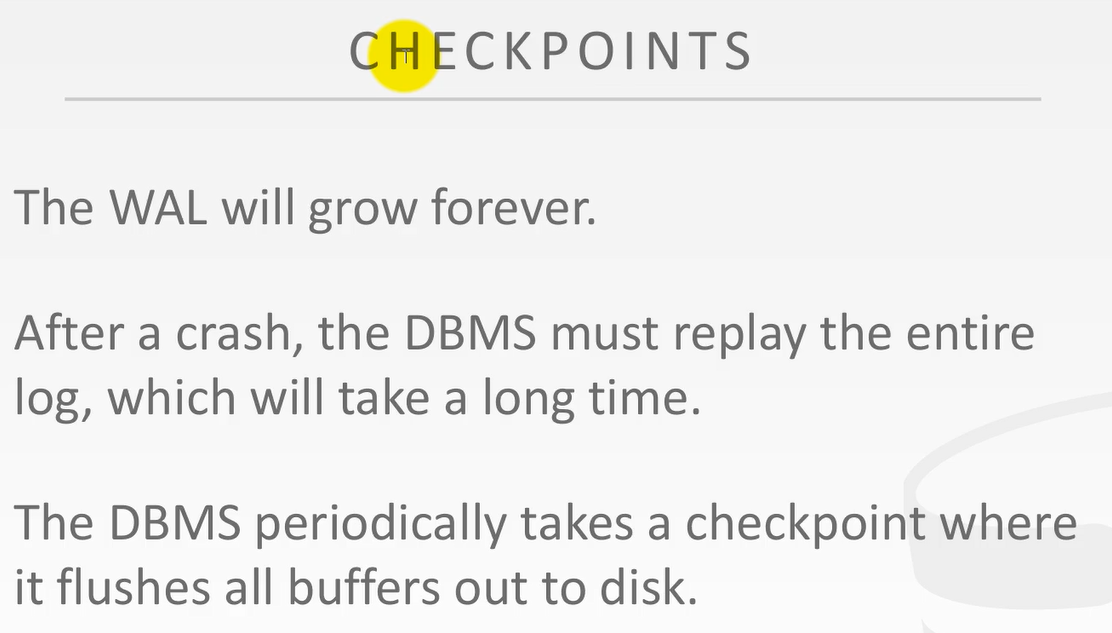 CHECKPOINTS
The WAL will grow forever.
After a crash, the DBMS must replay the entire
log, which will take a long time.
The DBMS periodically takes a checkpoint where
it flushes all buffers out to disk.